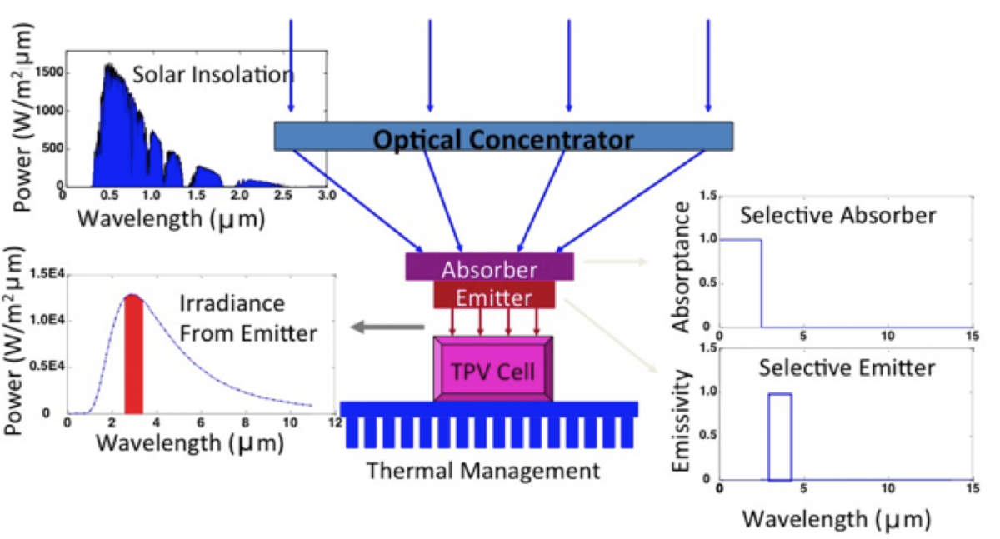 Power (W/m² μm)
1500
1000
500
0
Solar Insolation
0 0.5 1.0 1.5 2.0 2.5 3.0
Wavelength (μm)
Optical Concentrator
Absorber
Emitter
TPV Cell
Thermal Management
Power (W/m² μm)
1.5E4
1.0E4
0.5E4
0
Irradiance
From Emitter
0 2 4 6 8 10 12
Wavelength (μm)
Absorptance
1.5
1.0
0.5
0
Selective Absorber
0 5 10 15
Emissivity
1.5
1.0
0.5
0
Selective Emitter
0 5 10 15
Wavelength (μm)